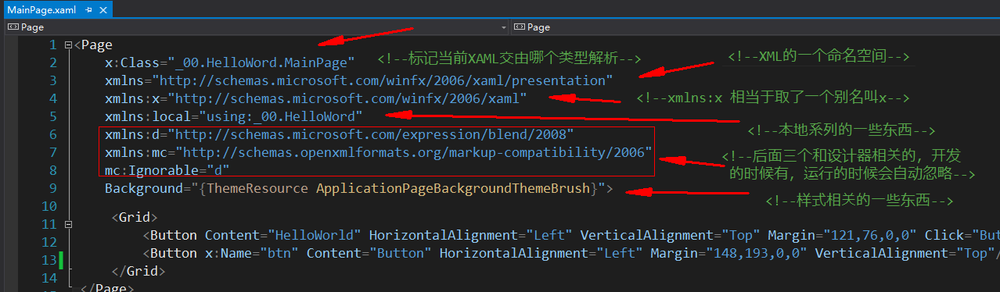 MainPage.xaml
Page Page
1 <Page
2 x:Class="_00.HelloWord.MainPage" <!--标记当前XAML交由哪个类型解析--> <!--XML的一个命名空间-->
3 xmlns="http://schemas.microsoft.com/winfx/2006/xaml/presentation"
4 xmlns:x="http://schemas.microsoft.com/winfx/2006/xaml" <!--xmlns:x 相当于取了一个别名叫x-->
5 xmlns:local="using:_00.HelloWord"
<!--本地系列的一些东西-->
6 xmlns:d="http://schemas.microsoft.com/expression/blend/2008"
7 xmlns:mc="http://schemas.openxmlformats.org/markup-compatibility/2006"
<!--后面三个和设计器相关的，开发
8 mc:Ignorable="d"
的时候有，运行的时候会自动忽略-->
9 Background="{ThemeResource ApplicationPageBackgroundThemeBrush}">
<!--样式相关的一些东西-->
10
<Grid>
11
<Button Content="HelloWorld" HorizontalAlignment="Left" VerticalAlignment="Top" Margin="121,76,0,0" Click="But
12
<Button x:Name="btn" Content="Button" HorizontalAlignment="Left" Margin="148,193,0,0" VerticalAlignment="Top"/
13
</Grid>
14
</Page>